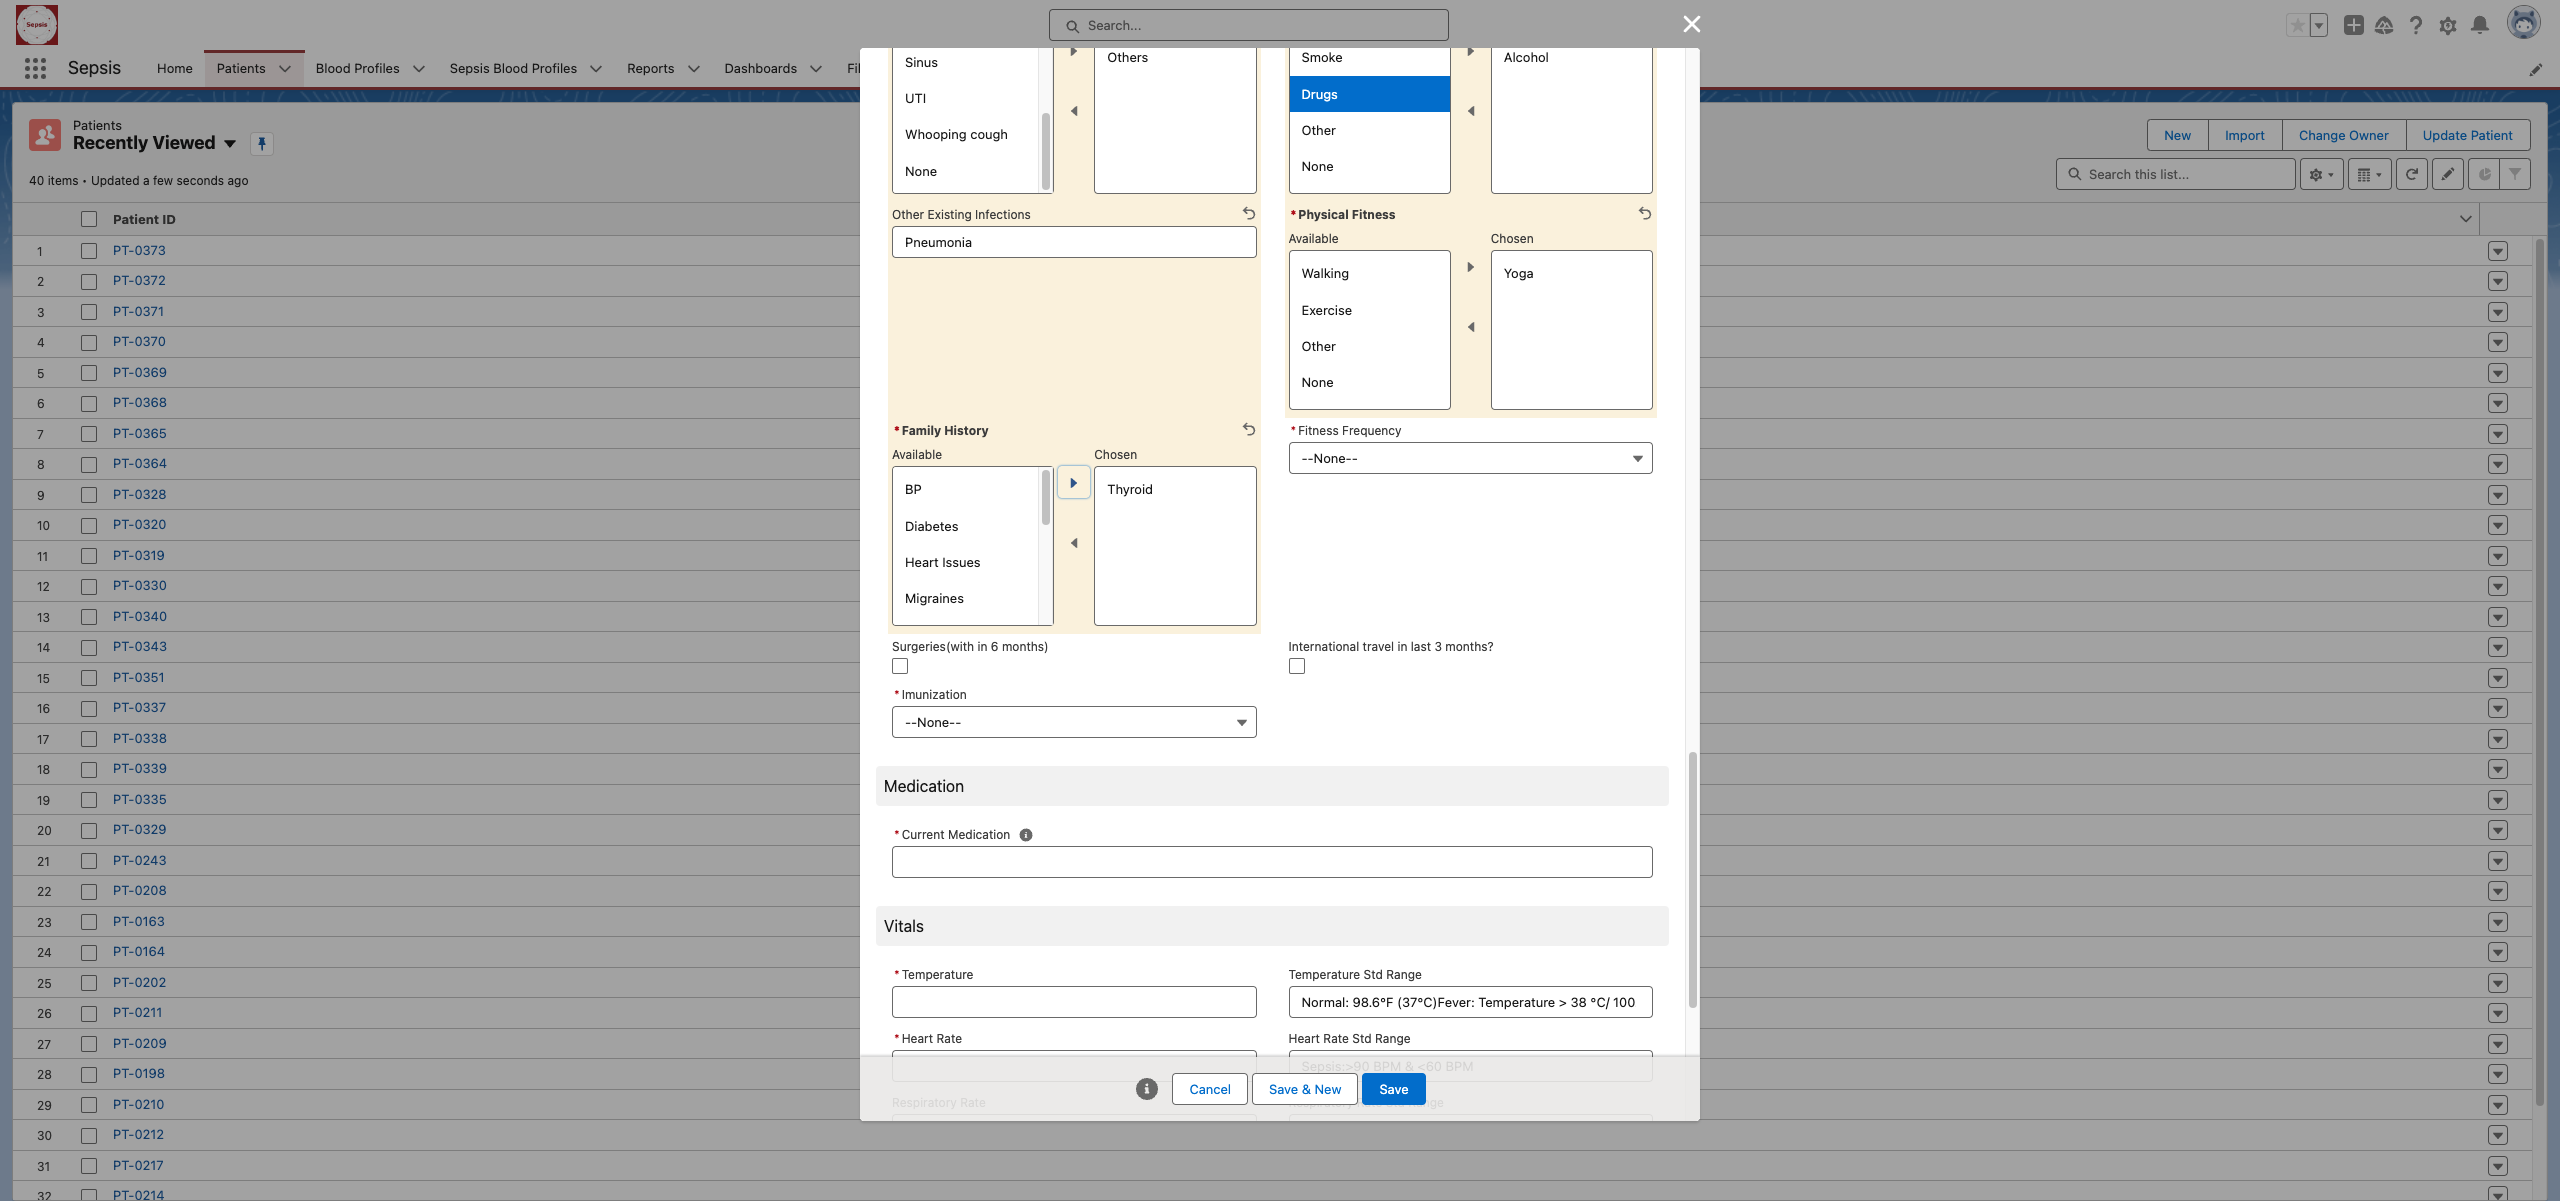 Sepsis
Search...
Sepsis
Home
Patients
Blood Profiles
Sepsis Blood Profiles
Reports
Dashboards
Patients
Recently Viewed
40 items • Updated a few seconds ago
New
Import
Change Owner
Update Patient
Search this list...
Patient ID
1 PT-0373
2 PT-0372
3 PT-0371
4 PT-0370
5 PT-0369
6 PT-0368
7 PT-0365
8 PT-0364
9 PT-0328
10 PT-0320
11 PT-0319
12 PT-0330
13 PT-0340
14 PT-0343
15 PT-0351
16 PT-0337
17 PT-0338
18 PT-0339
19 PT-0335
20 PT-0329
21 PT-0243
22 PT-0208
23 PT-0163
24 PT-0164
25 PT-0202
26 PT-0211
27 PT-0209
28 PT-0198
29 PT-0210
30 PT-0212
31 PT-0217
32 PT-0214
Sinus
UTI
Whooping cough
None
Others
Smoke
Drugs
Other
None
Alcohol
Other Existing Infections
Pneumonia
*Physical Fitness
Available
Chosen
Walking
Exercise
Other
None
Yoga
*Family History
Available
Chosen
BP
Diabetes
Heart Issues
Migraines
Thyroid
*Fitness Frequency
--None--
Surgeries(with in 6 months)
International travel in last 3 months?
*Imunization
--None--
Medication
*Current Medication
Vitals
*Temperature
Temperature Std Range
Normal: 98.6°F (37°C)Fever: Temperature > 38 °C/ 100
*Heart Rate
Heart Rate Std Range
Sepsis:>90 BPM & <60 BPM
Respiratory Rate
Cancel
Save & New
Save